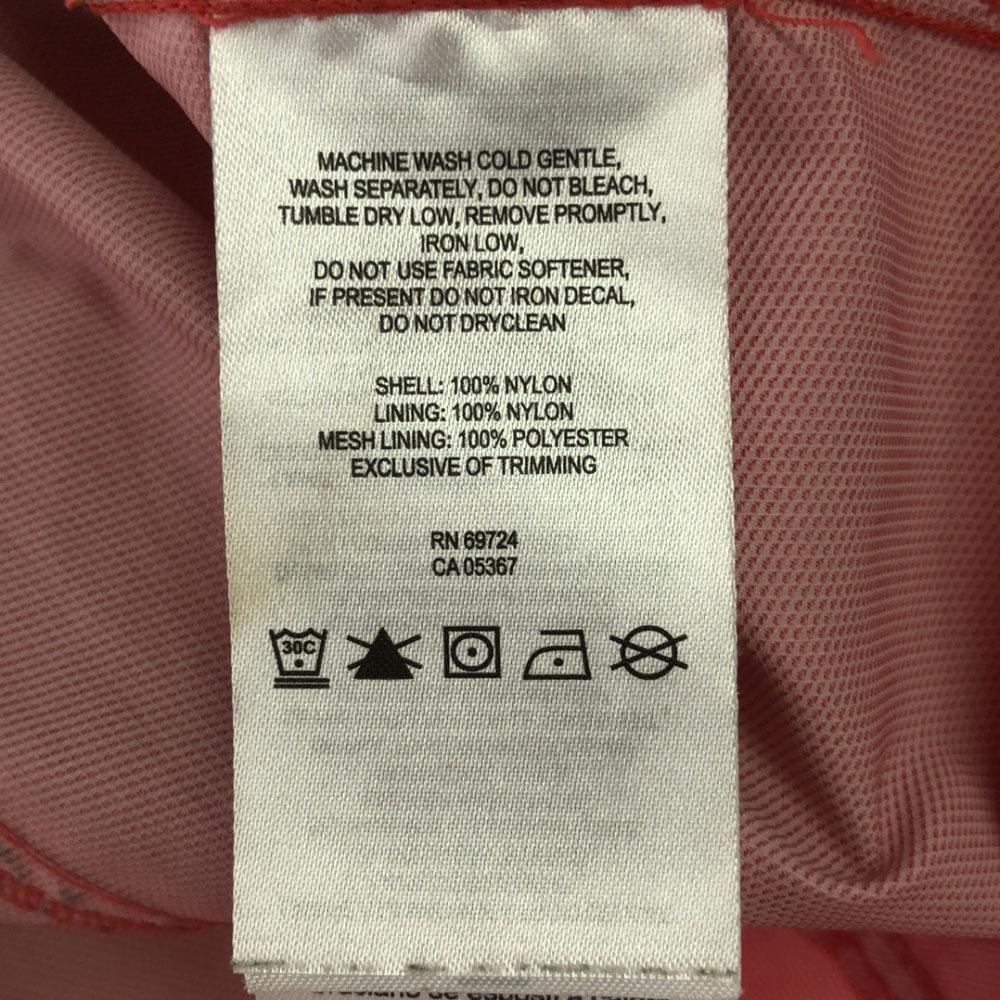 MACHINE WASH COLD GENTLE,
WASH SEPARATELY, DO NOT BLEACH,
TUMBLE DRY LOW, REMOVE PROMPTLY,
IRON LOW,
DO NOT USE FABRIC SOFTENER,
IF PRESENT DO NOT IRON DECAL,
DO NOT DRYCLEAN
SHELL: 100% NYLON
LINING: 100% NYLON
MESH LINING: 100% POLYESTER
EXCLUSIVE OF TRIMMING
RN 69724
CA 05367
30C